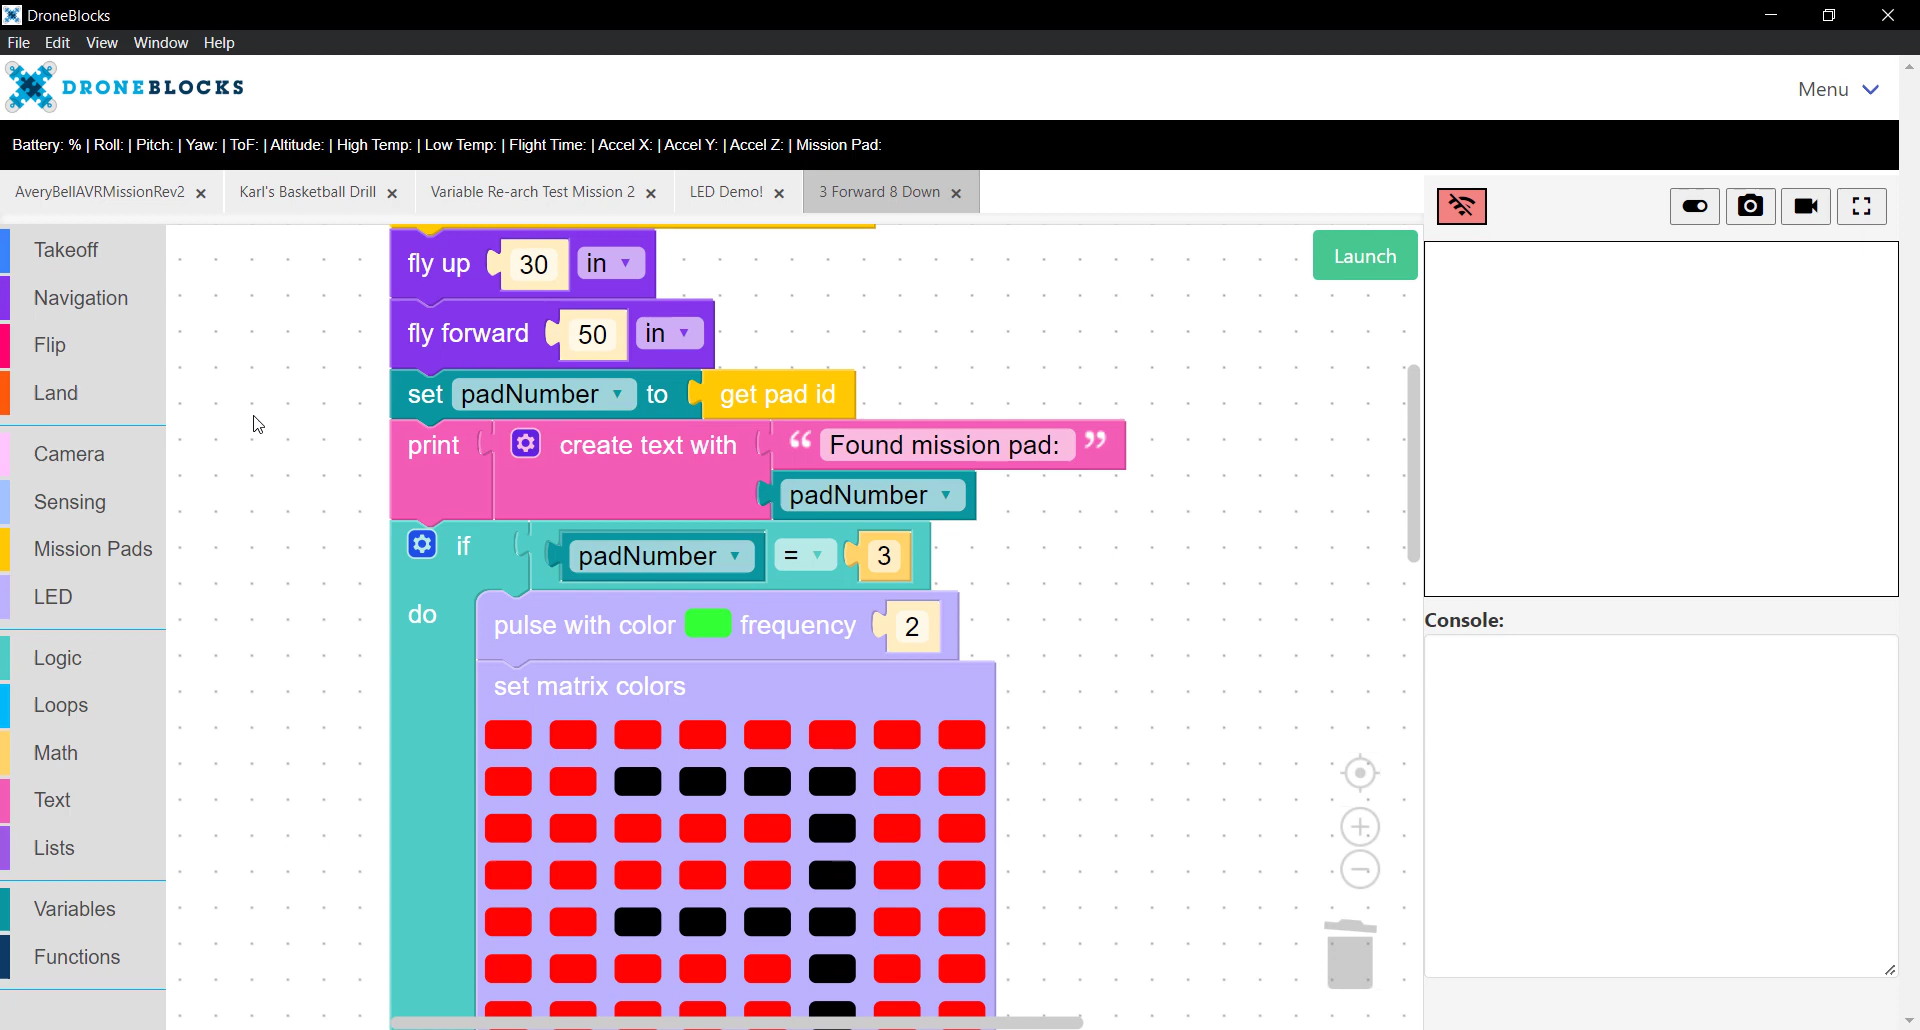 DroneBlocks
File Edit View Window Help
DRONEBLOCKS
Menu
Battery: % | Roll: | Pitch: | Yaw: | ToF: | Altitude: | High Temp: | Low Temp: | Flight Time: | Accel X: | Accel Y: | Accel Z: | Mission Pad:
AveryBellAVRMissionRev2 Karl's Basketball Drill Variable Re-arch Test Mission 2 LED Demo! 3 Forward 8 Down
Takeoff
Navigation
Flip
Land
Camera
Sensing
Mission Pads
LED
Logic
Loops
Math
Text
Lists
Variables
Functions
fly up 30 in
fly forward 50 in
set padNumber to get pad id
print create text with “ Found mission pad: ”
padNumber
if padNumber = 3
do
pulse with color frequency 2
set matrix colors
Launch
Console: